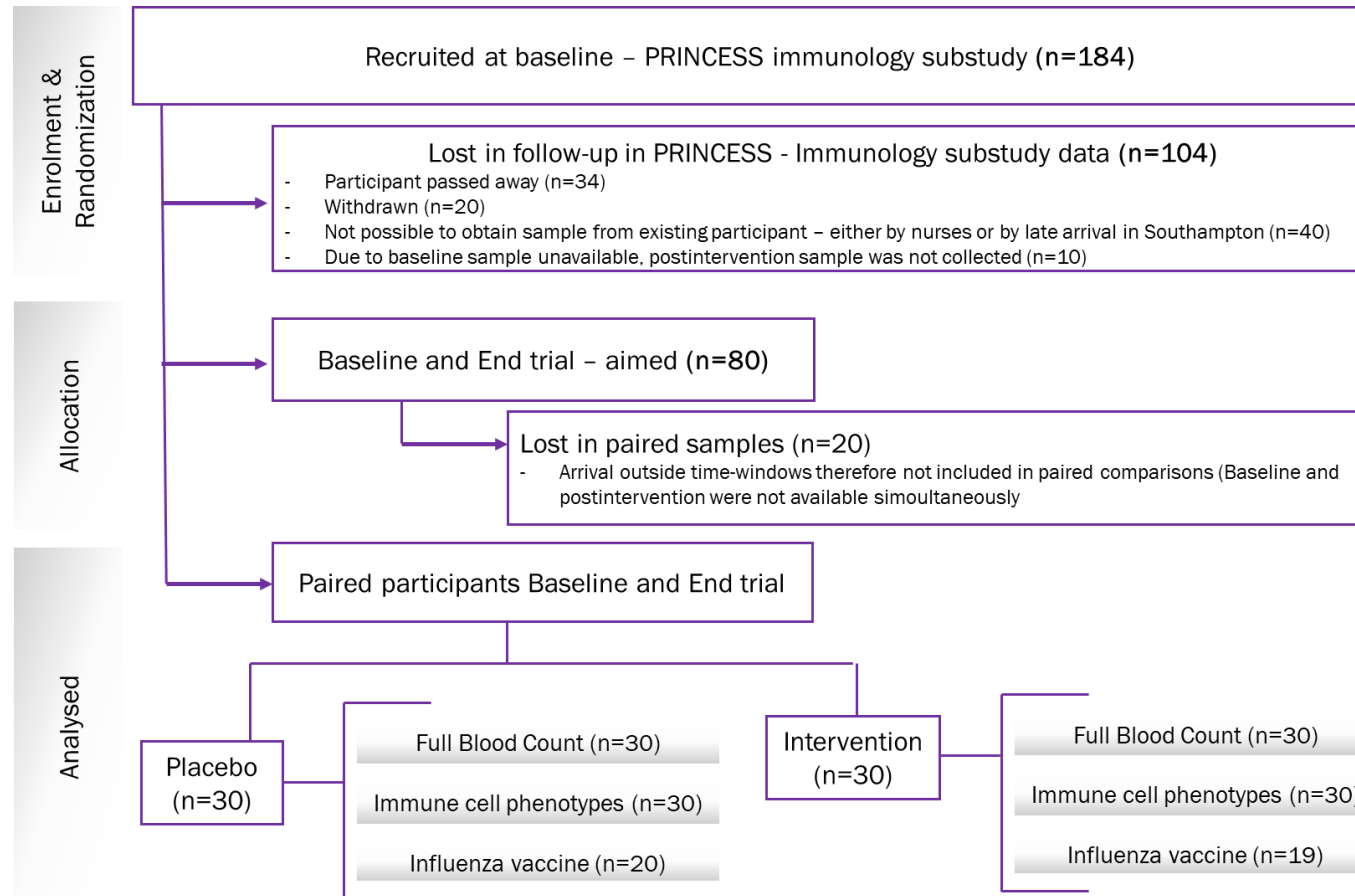 Enrolment &
Randomization
Recruited at baseline – PRINCESS immunology substudy (n=184)
Lost in follow-up in PRINCESS - Immunology substudy data (n=104)
- Participant passed away (n=34)
- Withdrawn (n=20)
- Not possible to obtain sample from existing participant – either by nurses or by late arrival in Southampton (n=40)
- Due to baseline sample unavailable, postintervention sample was not collected (n=10)
Allocation
Baseline and End trial – aimed (n=80)
Lost in paired samples (n=20)
- Arrival outside time-windows therefore not included in paired comparisons (Baseline and
postintervention were not available simoultaneously
Analysed
Paired participants Baseline and End trial
Placebo
(n=30)
Full Blood Count (n=30)
Immune cell phenotypes (n=30)
Influenza vaccine (n=20)
Intervention
(n=30)
Full Blood Count (n=30)
Immune cell phenotypes (n=30)
Influenza vaccine (n=19)